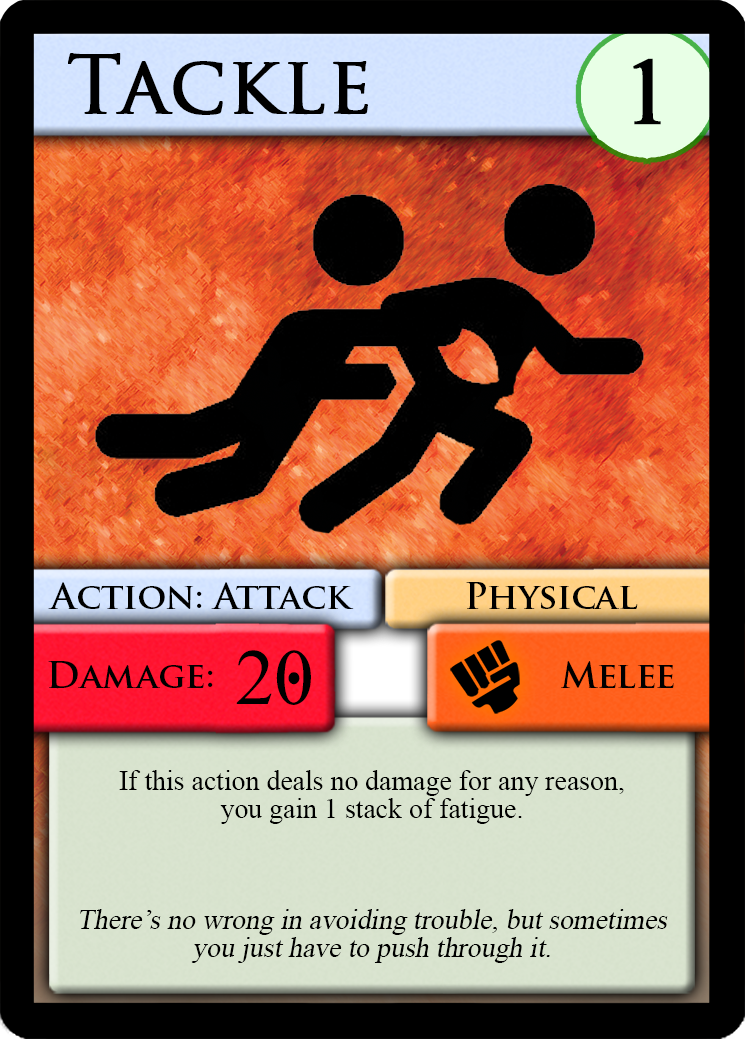 Tackle
1
Action: Attack
Physical
Damage: 20
Melee
If this action deals no damage for any reason,
you gain 1 stack of fatigue.
There's no wrong in avoiding trouble, but sometimes
you just have to push through it.